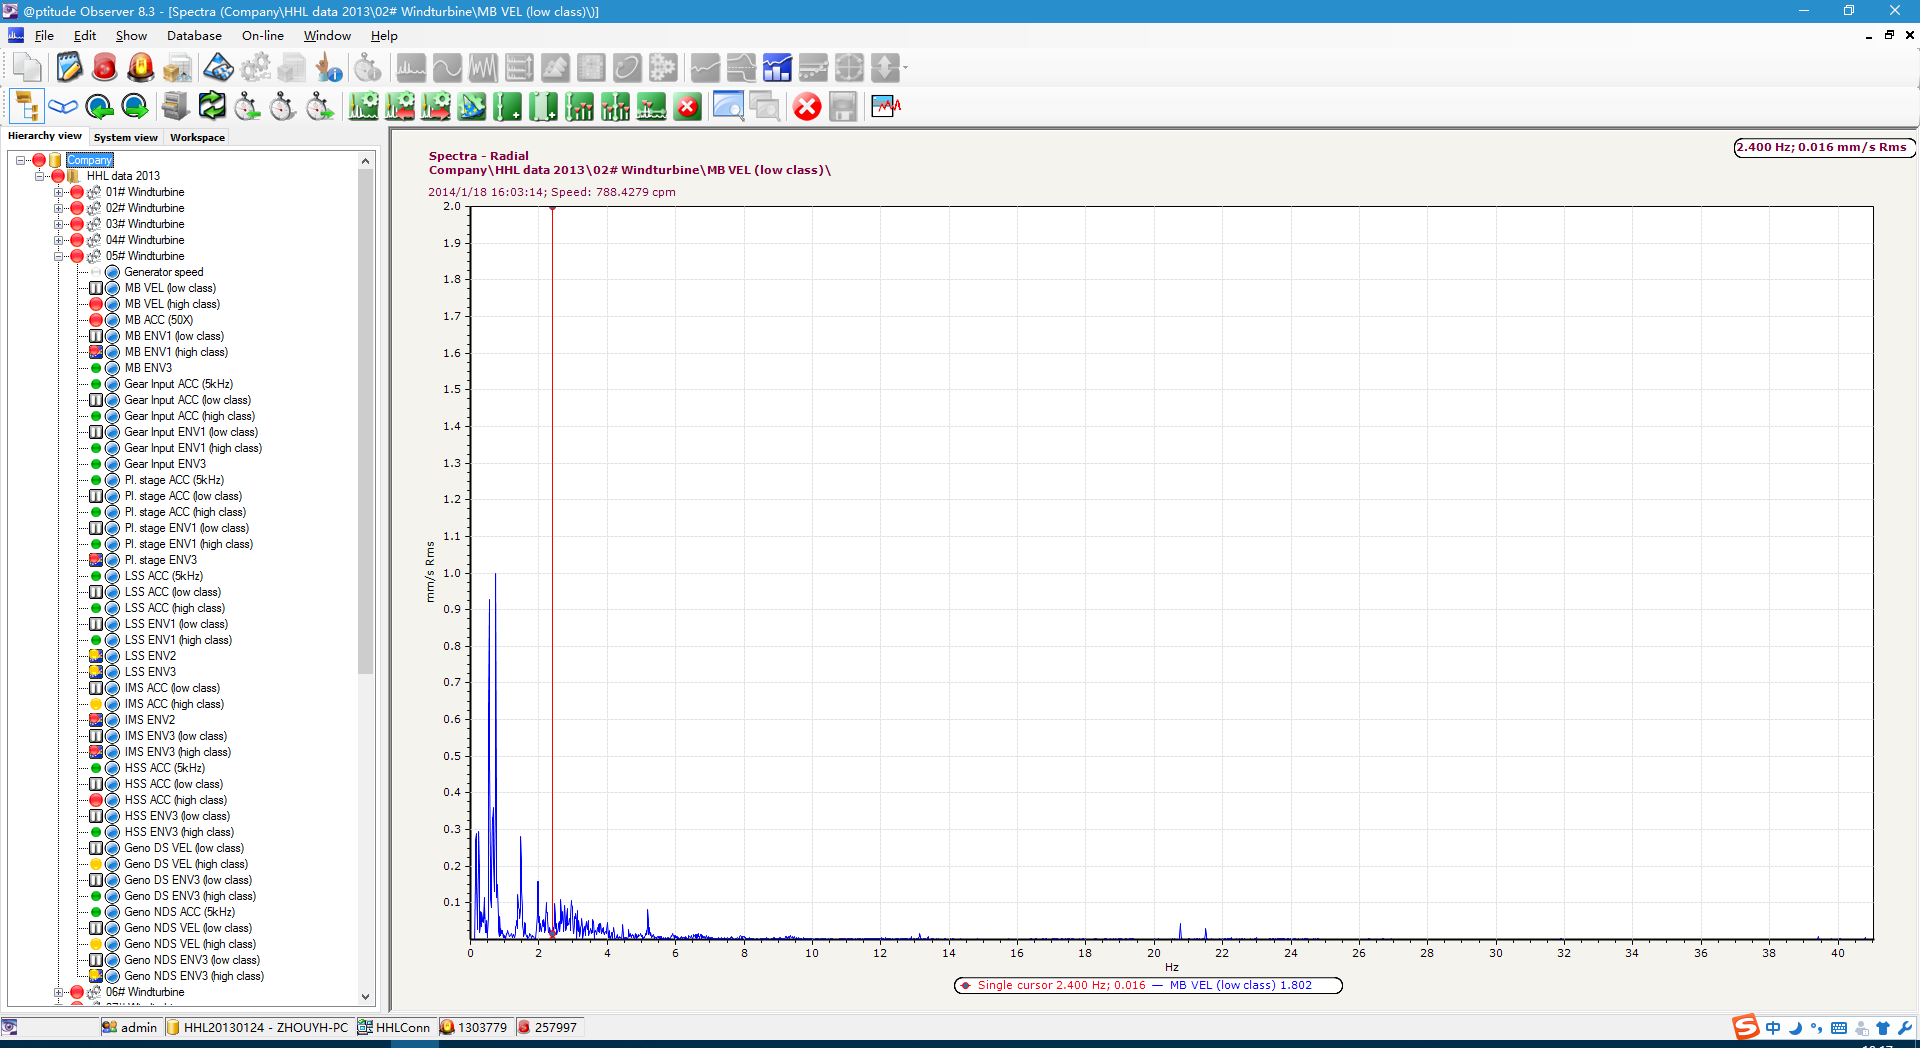 @ptitude Observer 8.3 - [Spectra (Company\HHL data 2013\02# Windturbine\MB VEL (low class)\)]
File Edit Show Database On-line Window Help
Hierarchy view System view Workspace
Company
HHL data 2013
01# Windturbine
02# Windturbine
03# Windturbine
04# Windturbine
05# Windturbine
Generator speed
MB VEL (low class)
MB VEL (high class)
MB ACC (50X)
MB ENV1 (low class)
MB ENV1 (high class)
MB ENV3
Gear Input ACC (5kHz)
Gear Input ACC (low class)
Gear Input ACC (high class)
Gear Input ENV1 (low class)
Gear Input ENV1 (high class)
Gear Input ENV3
Pl. stage ACC (5kHz)
Pl. stage ACC (low class)
Pl. stage ACC (high class)
Pl. stage ENV1 (low class)
Pl. stage ENV1 (high class)
Pl. stage ENV3
LSS ACC (5kHz)
LSS ACC (low class)
LSS ACC (high class)
LSS ENV1 (low class)
LSS ENV1 (high class)
LSS ENV2
LSS ENV3
IMS ACC (low class)
IMS ACC (high class)
IMS ENV2
IMS ENV3 (low class)
IMS ENV3 (high class)
HSS ACC (5kHz)
HSS ACC (low class)
HSS ACC (high class)
HSS ENV3 (low class)
HSS ENV3 (high class)
Geno DS VEL (low class)
Geno DS VEL (high class)
Geno DS ENV3 (low class)
Geno DS ENV3 (high class)
Geno NDS ACC (5kHz)
Geno NDS VEL (low class)
Geno NDS VEL (high class)
Geno NDS ENV3 (low class)
Geno NDS ENV3 (high class)
06# Windturbine
2.400 Hz; 0.016 mm/s Rms
Spectra - Radial
Company\HHL data 2013\02# Windturbine\MB VEL (low class)\
2014/1/18 16:03:14; Speed: 788.4279 cpm
2.0
1.9
1.8
1.7
1.6
1.5
1.4
1.3
1.2
1.1
1.0
0.9
0.8
0.7
0.6
0.5
0.4
0.3
0.2
0.1
mm/s Rms
0 2 4 6 8 10 12 14 16 18 20 22 24 26 28 30 32 34 36 38 40
Hz
Single cursor 2.400 Hz; 0.016 — MB VEL (low class) 1.802
admin HHL20130124 - ZHOUYH-PC HHLConn 1303779 257997
中